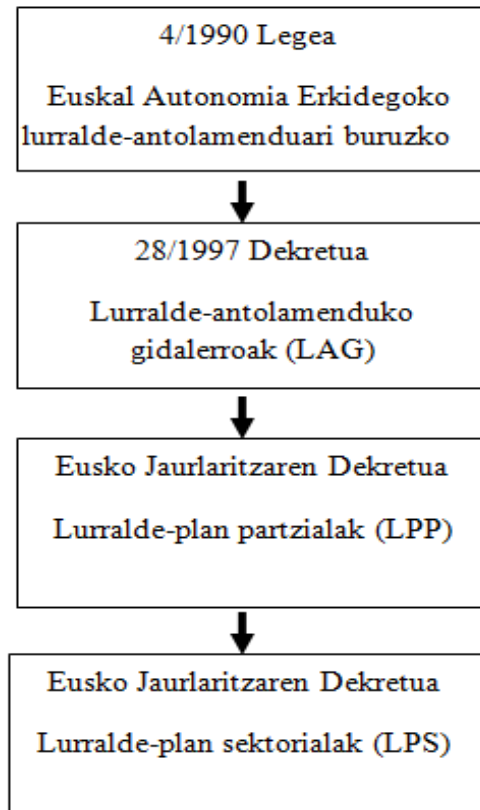 4/1990 Legea
Euskal Autonomia Erkidegoko
lurralde-antolamenduari buruzko
28/1997 Dekretua
Lurralde-antolamenduko
gidalerroak (LAG)
Eusko Jaurlaritzaren Dekretua
Lurralde-plan partzialak (LPP)
Eusko Jaurlaritzaren Dekretua
Lurralde-plan sektorialak (LPS)